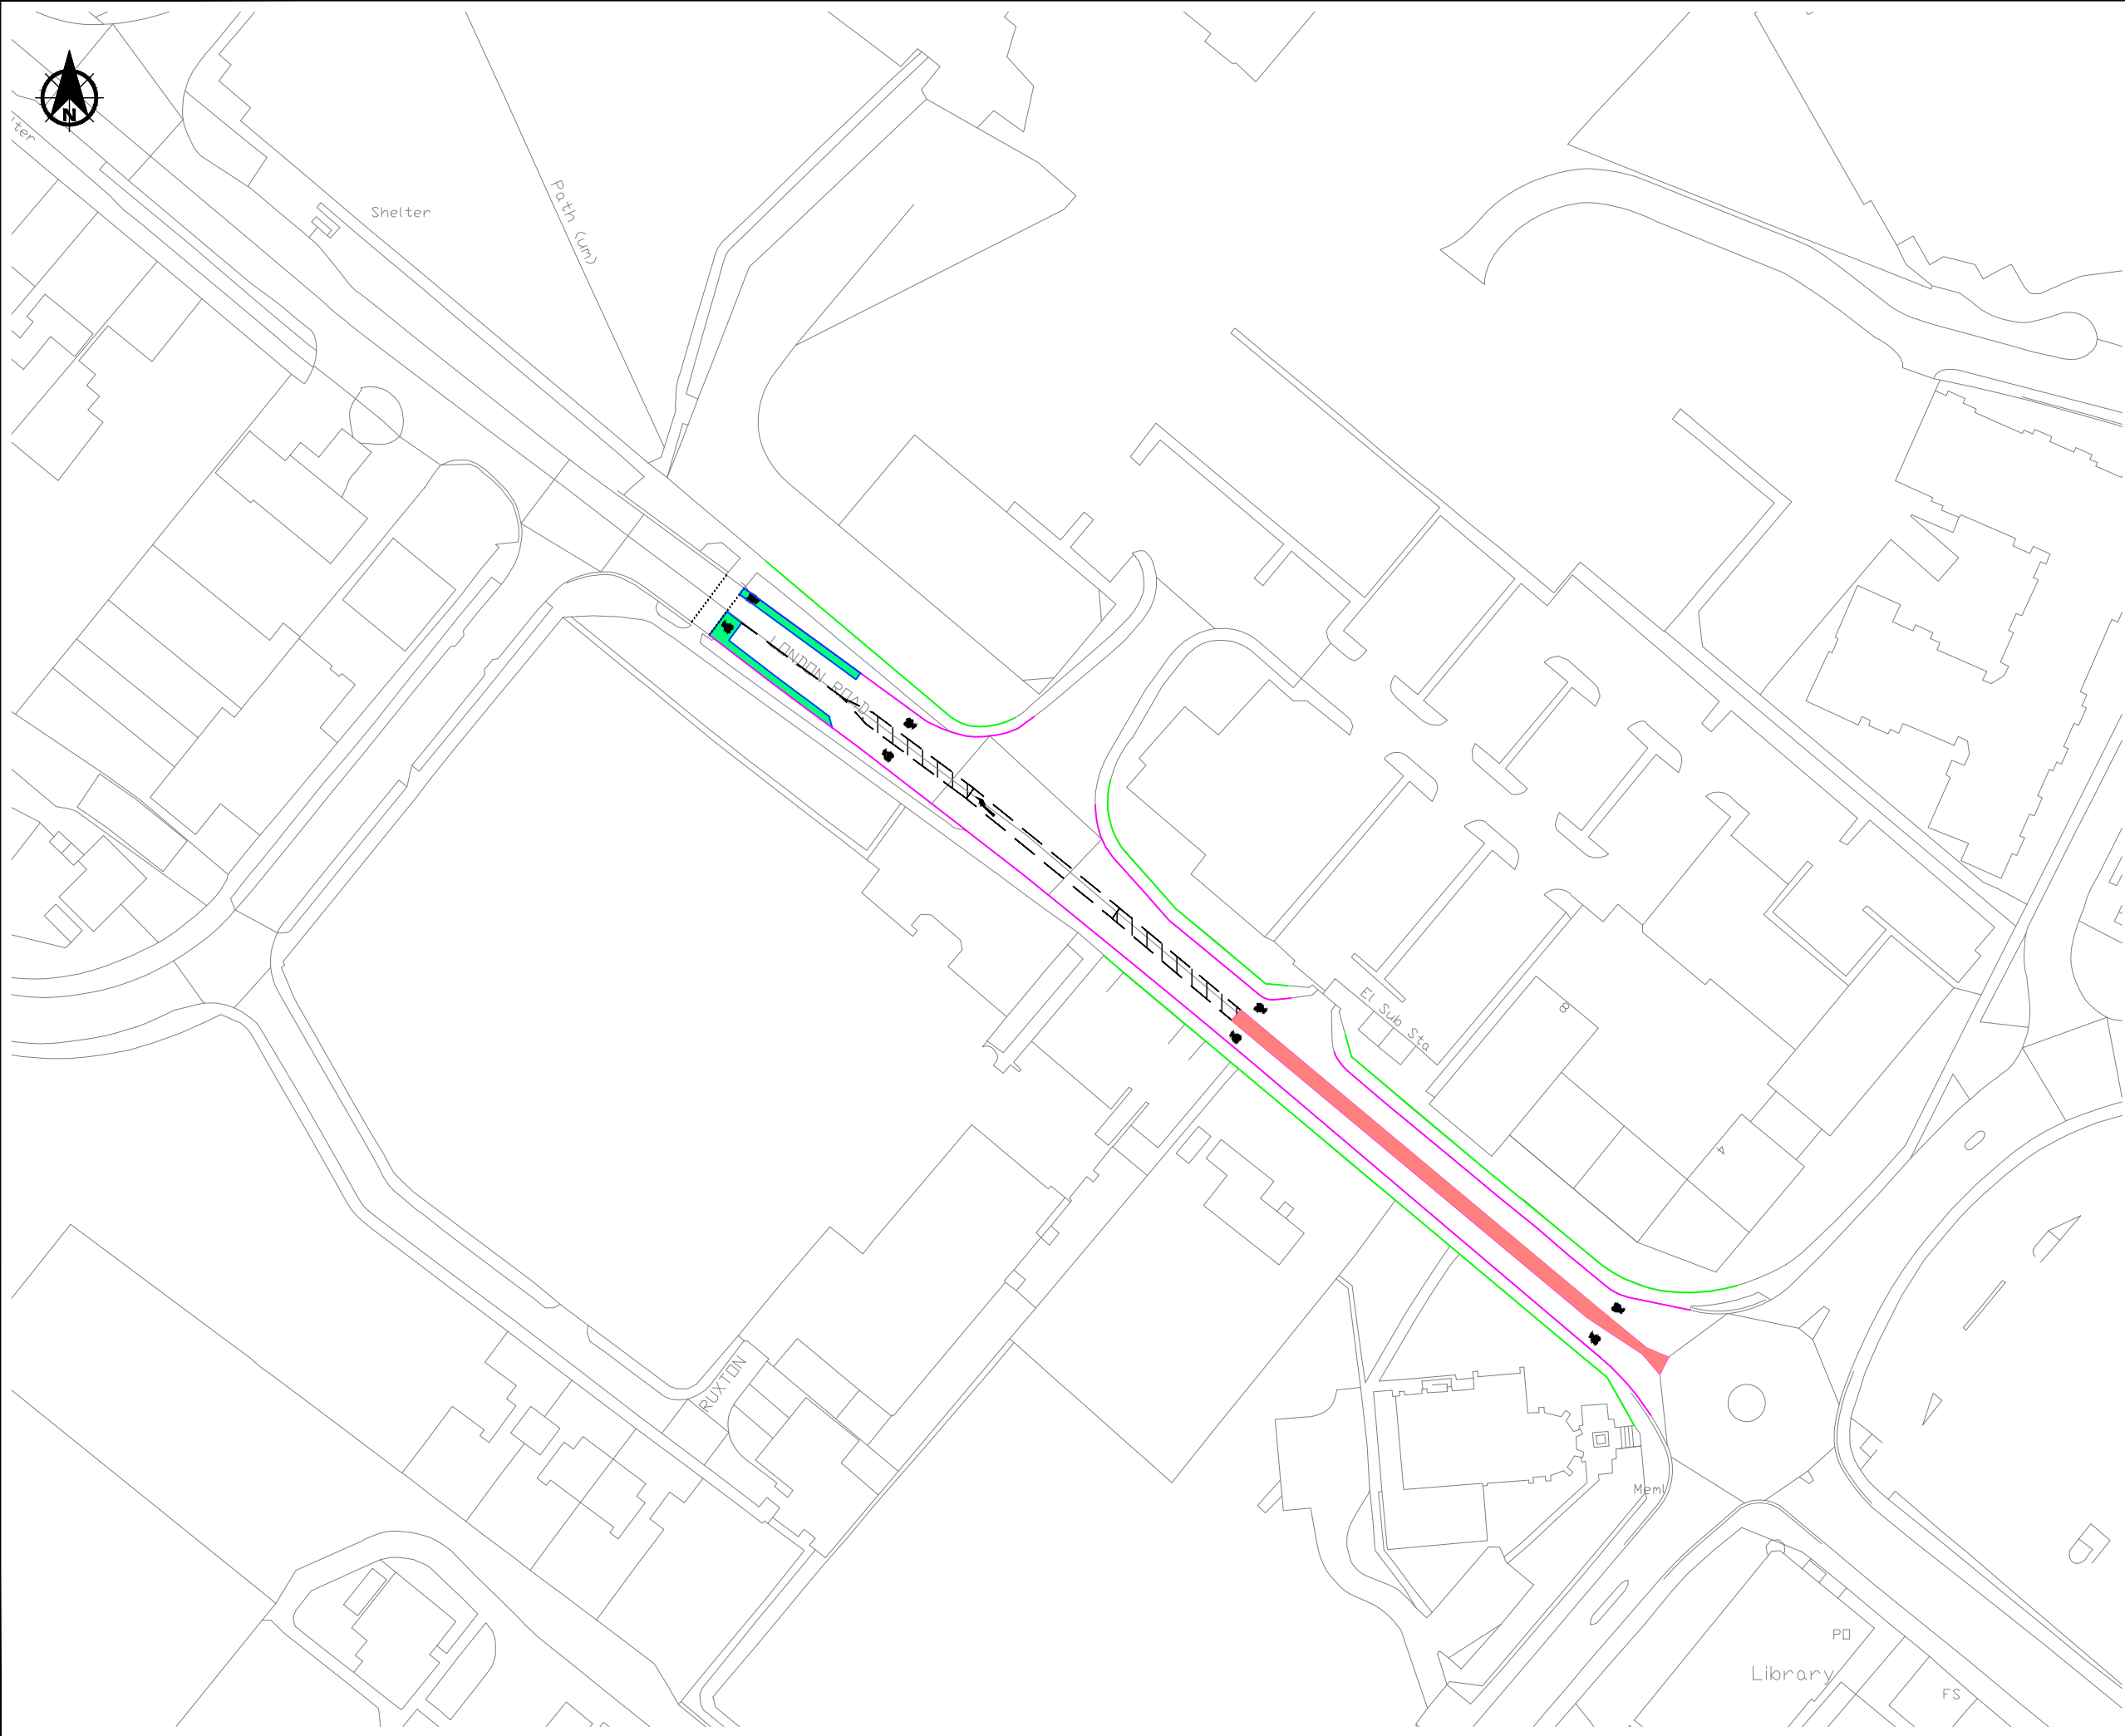 N
Shelter
Path (um)
LONDON ROAD
El Sub Sta
8
4
RUXTON
Meml
PO
Library
FS